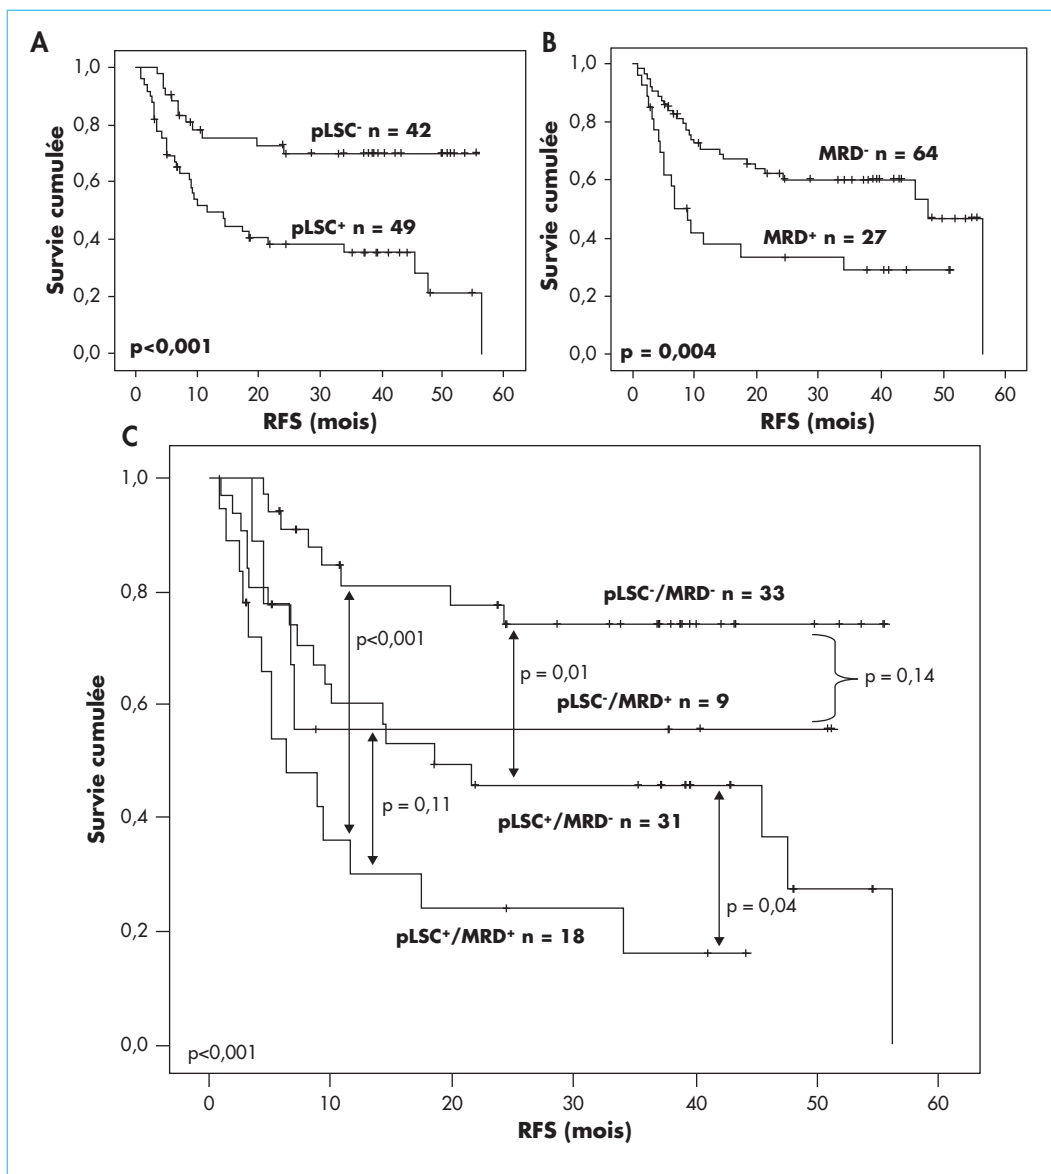 A
Survie cumulée
1,0
0,8
0,6
0,4
0,2
0,0
pLSC⁻ n = 42
pLSC⁺ n = 49
p<0,001
0 10 20 30 40 50 60
RFS (mois)
B
Survie cumulée
1,0
0,8
0,6
0,4
0,2
0,0
MRD⁻ n = 64
MRD⁺ n = 27
p = 0,004
0 10 20 30 40 50 60
RFS (mois)
C
Survie cumulée
1,0
0,8
0,6
0,4
0,2
0,0
pLSC⁻/MRD⁻ n = 33
p<0,001
p = 0,01
p = 0,14
pLSC⁻/MRD⁺ n = 9
p = 0,11
pLSC⁺/MRD⁻ n = 31
p = 0,04
pLSC⁺/MRD⁺ n = 18
p<0,001
0 10 20 30 40 50 60
RFS (mois)